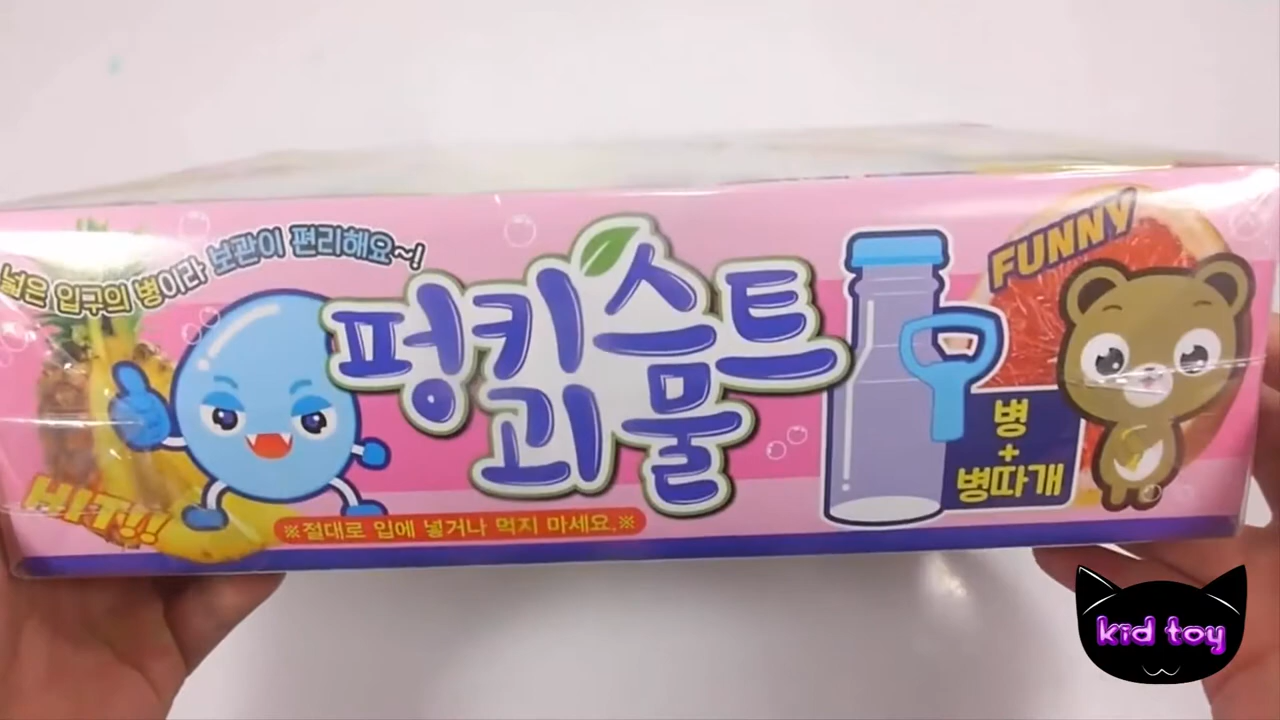 넓은 입구의 병이라 보관이 편리해요~!
펑키슴트
괴물
FUNNY
병
+
병따개
HIT!!
※절대로 입에 넣거나 먹지 마세요.※
kid toy